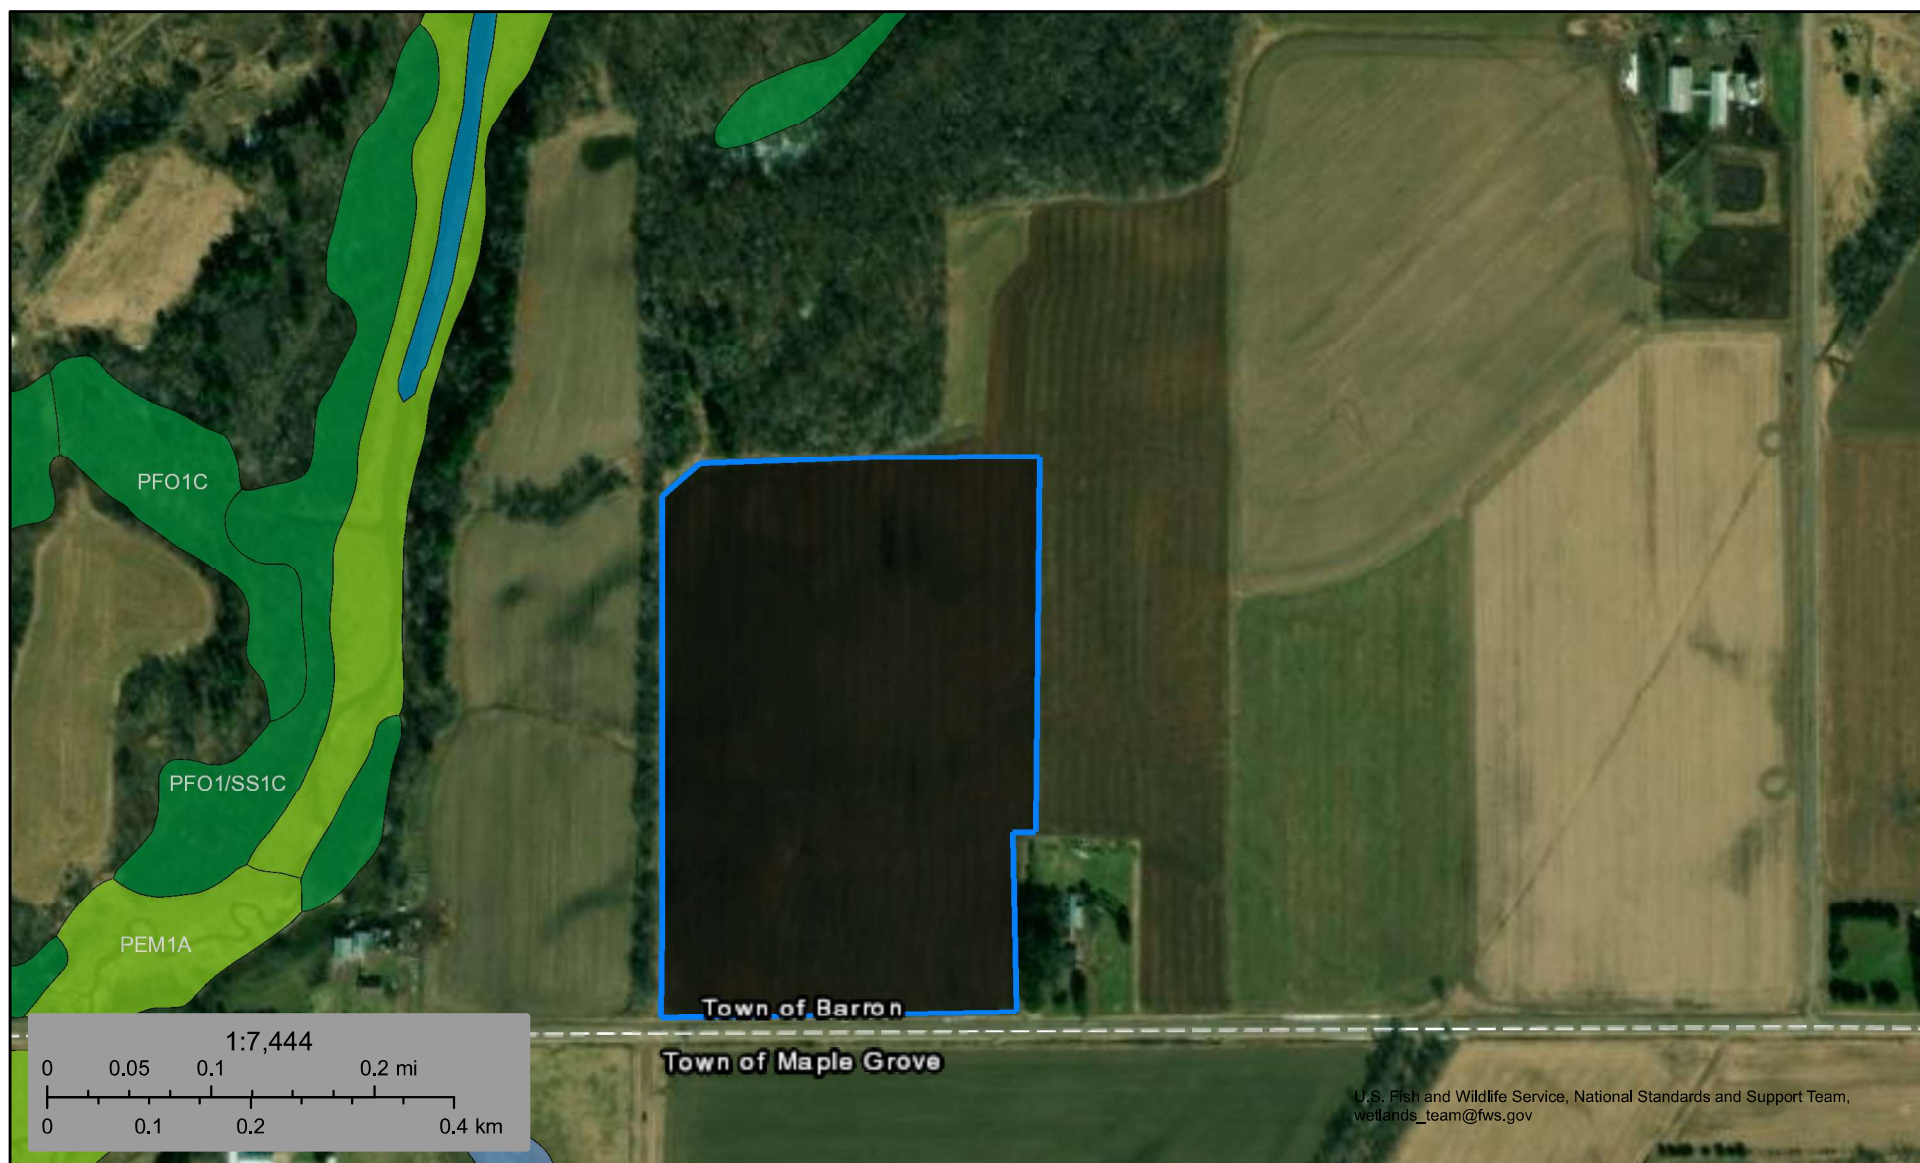 PFO1C
PFO1/SS1C
PEM1A
Town of Barron
Town of Maple Grove
1:7,444
0 0.05 0.1 0.2 mi
0 0.1 0.2 0.4 km
U.S. Fish and Wildlife Service, National Standards and Support Team,
wetlands_team@fws.gov